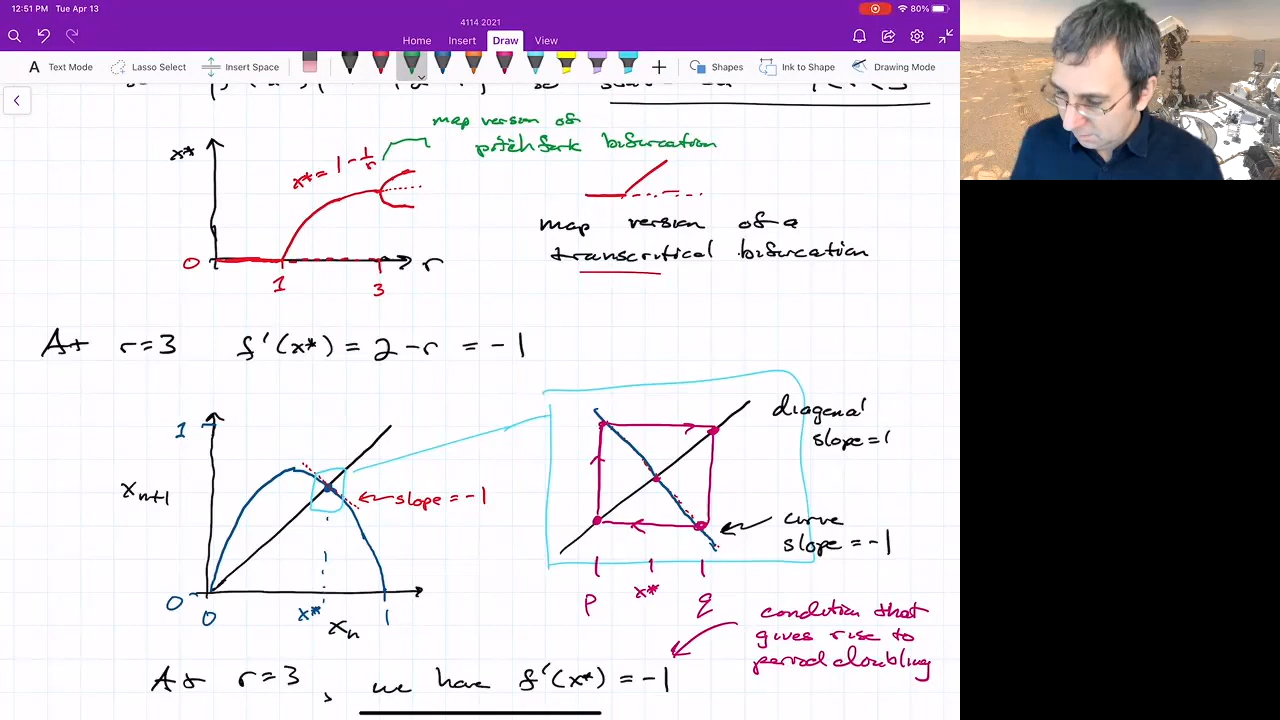 12:51 PM Tue Apr 13
80%
4114 2021
Home Insert Draw View
Text Mode Lasso Select Insert Space Shapes Ink to Shape Drawing Mode
map version of
pitchfork bifurcation
x*
x* = 1 - 1/r
0
1
3
r
map version of a
transcritical bifurcation
At r=3 f'(x*) = 2-r = -1
diagonal
slope = 1
1
x_{n+1}
slope = -1
curve
slope = -1
0
0
x*
1
x_n
p
x*
q
condition that
gives rise to
period doubling
At r=3, we have f'(x*) = -1